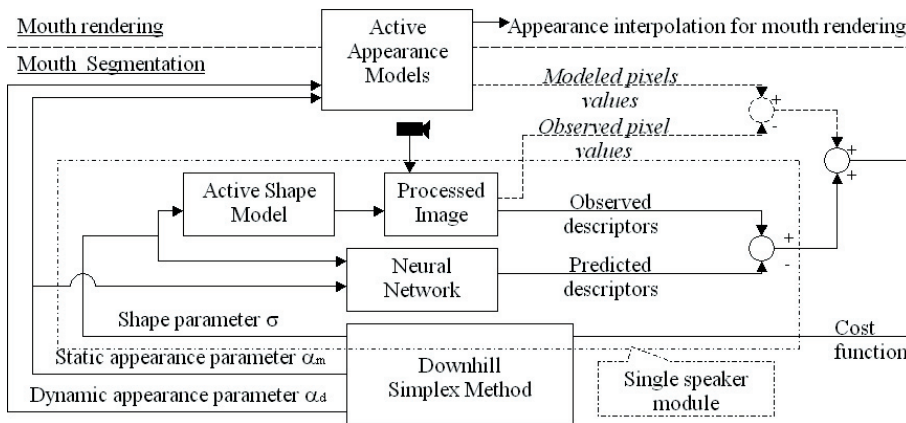 Mouth rendering
Active
Appearance
Models
Appearance interpolation for mouth rendering
Mouth Segmentation
Modeled pixels
values
+
-
Observed pixel
values
+
+
Active Shape
Model
Processed
Image
Observed
descriptors
+
-
Neural
Network
Predicted
descriptors
Shape parameter σ
Cost
function
Static appearance parameter αm
Downhill
Simplex Method
Dynamic appearance parameter αd
Single speaker
module